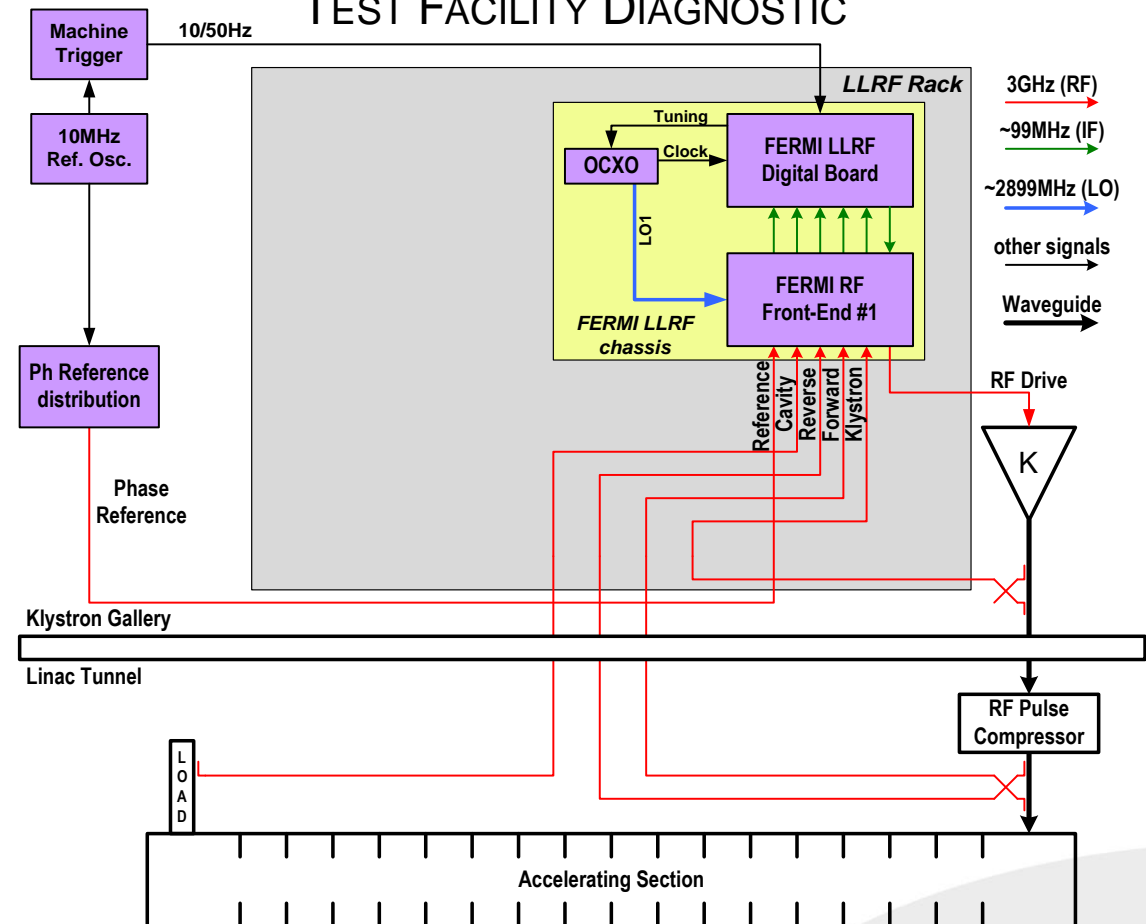 TEST FACILITY DIAGNOSTIC
Machine
Trigger
10/50Hz
LLRF Rack
3GHz (RF)
~99MHz (IF)
~2899MHz (LO)
other signals
Waveguide
10MHz
Ref. Osc.
Tuning
OCXO
Clock
FERMI LLRF
Digital Board
LO1
FERMI RF
Front-End #1
FERMI LLRF
chassis
Ph Reference
distribution
Reference
Cavity
Reverse
Forward
Klystron
RF Drive
K
Phase
Reference
Klystron Gallery
Linac Tunnel
RF Pulse
Compressor
L
O
A
D
Accelerating Section